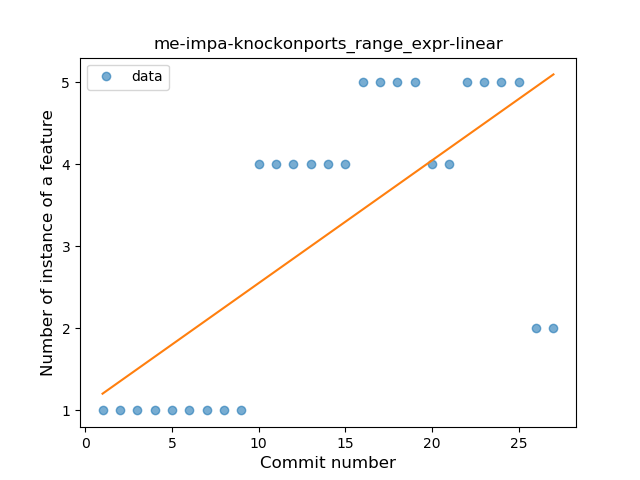 me-impa-knockonports_range_expr-linear
data
Number of instance of a feature
5
4
3
2
1
0
5
10
15
20
25
Commit number